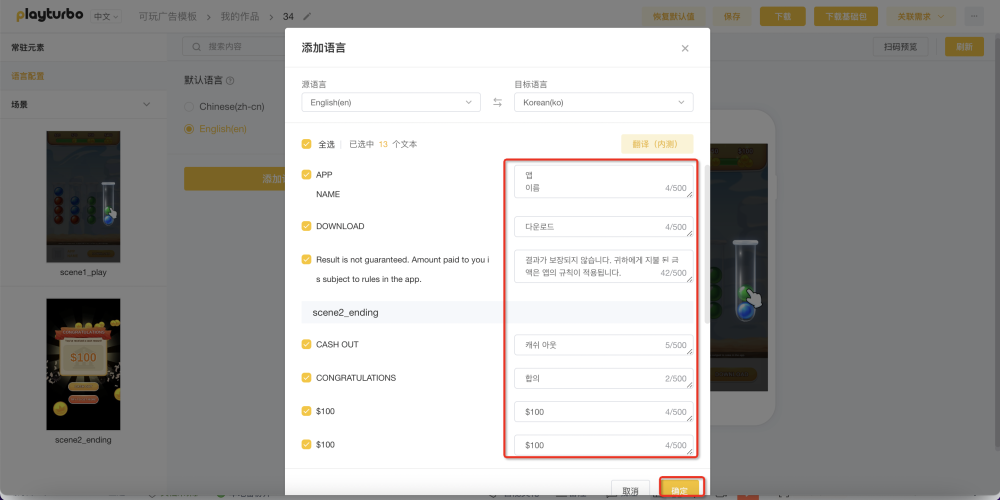 playturbo 中文 可玩广告模板 > 我的作品 > 34 恢复默认值 保存 下载 下载基础包 关联需求 ...
常驻元素
搜索内容
扫码预览 刷新
语言配置
默认语言
场景
Chinese(zh-cn)
English(en)
添加语
scene1_play
$100
scene2_ending
添加语言
源语言 目标语言
English(en) Korean(ko)
全选 已选中 13 个文本 翻译（内测）
APP
NAME
앱
이름 4/500
DOWNLOAD 다운로드 4/500
Result is not guaranteed. Amount paid to you i
s subject to rules in the app.
결과가 보장되지 않습니다. 귀하에게 지불 된 금
액은 앱의 규칙이 적용됩니다. 42/500
scene2_ending
CASH OUT 캐쉬 아웃 5/500
CONGRATULATIONS 합의 2/500
$100 $100 4/500
$100 $100 4/500
取消 确定